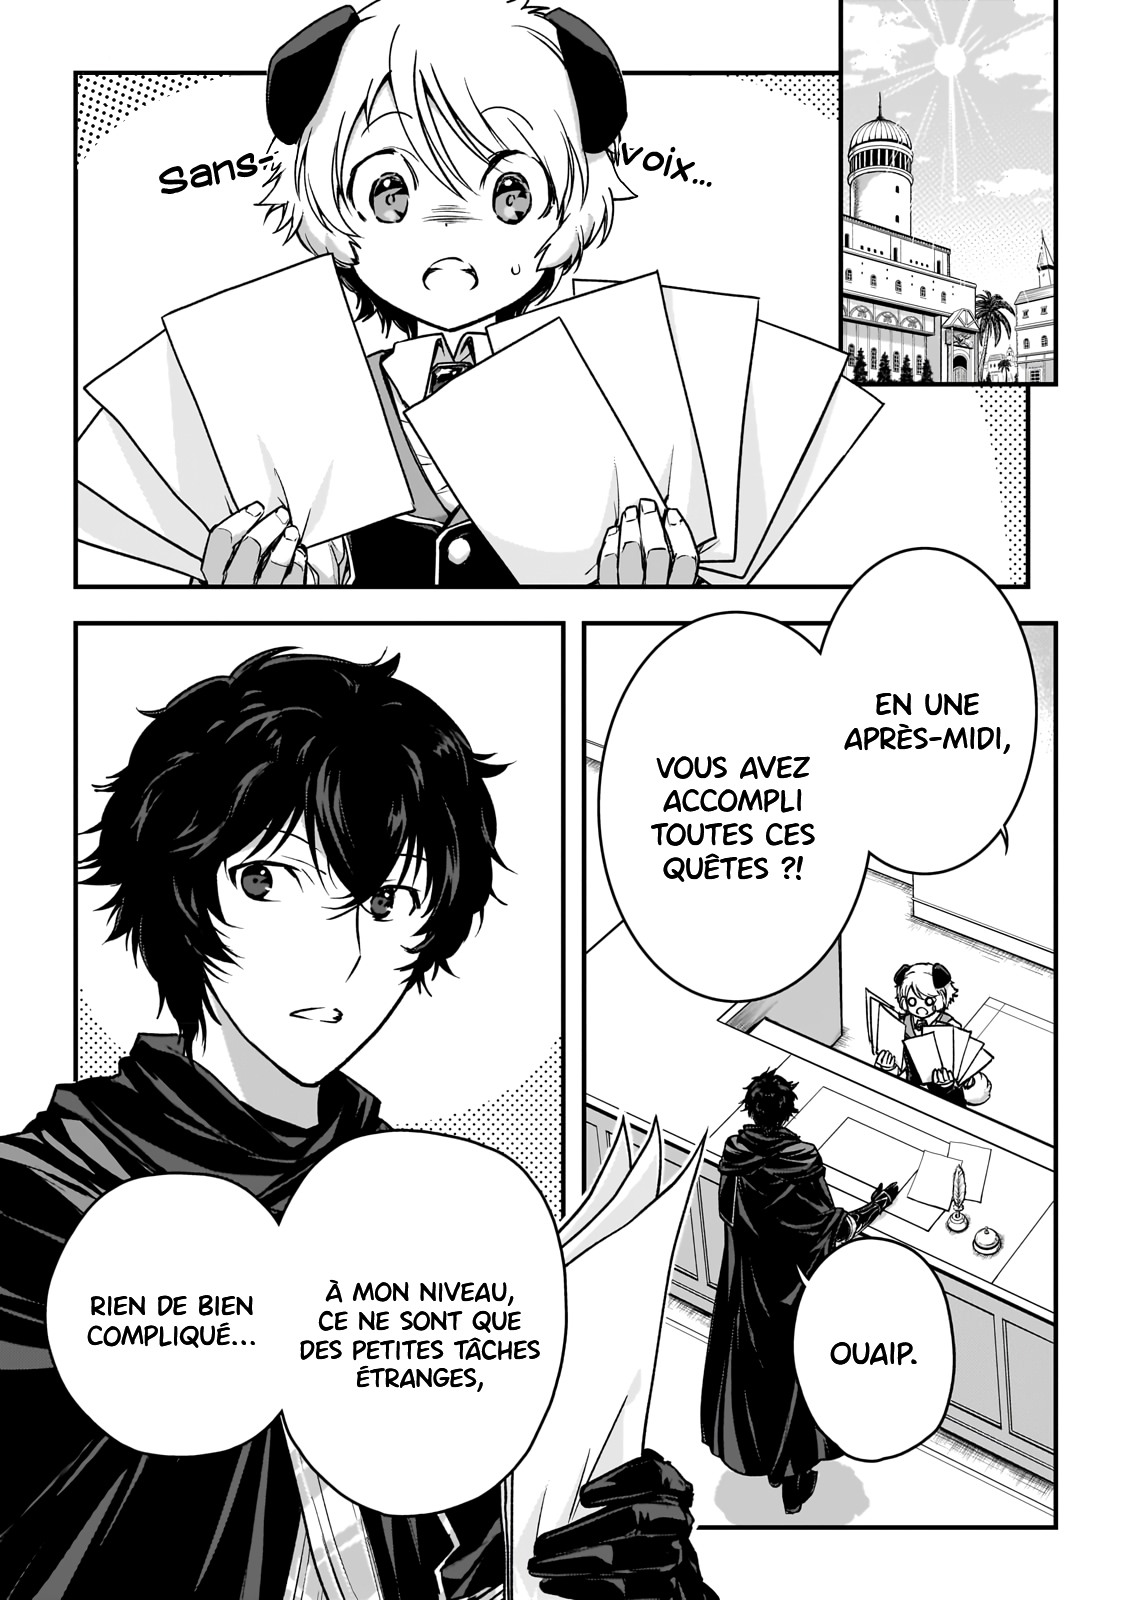 Sans-
voix...
EN UNE
APRÈS-MIDI,
VOUS AVEZ
ACCOMPLI
TOUTES CES
QUÊTES ?!
OUAIP.
À MON NIVEAU,
CE NE SONT QUE
DES PETITES TÂCHES
ÉTRANGES,
RIEN DE BIEN
COMPLIQUÉ...